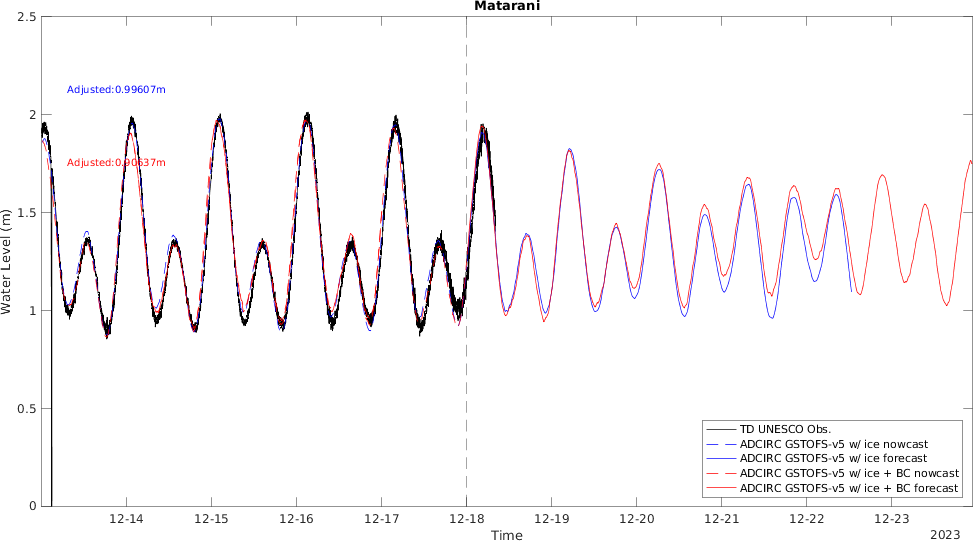 Matarani
2.5
2
1.5
1
0.5
0
Water Level (m)
Adjusted:0.99607m
Adjusted:0.90637m
TD UNESCO Obs.
ADCIRC GSTOFS-v5 w/ ice nowcast
ADCIRC GSTOFS-v5 w/ ice forecast
ADCIRC GSTOFS-v5 w/ ice + BC nowcast
ADCIRC GSTOFS-v5 w/ ice + BC forecast
12-14 12-15 12-16 12-17 12-18 12-19 12-20 12-21 12-22 12-23
Time
2023